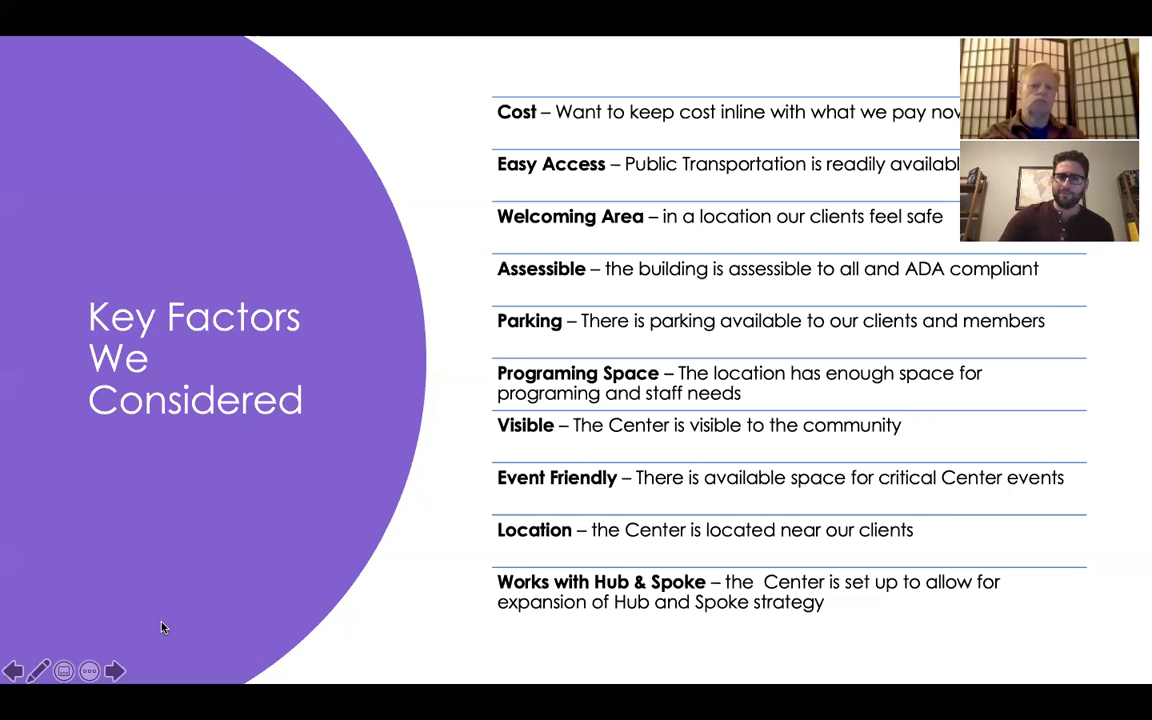 Key Factors
We
Considered
Cost – Want to keep cost inline with what we pay
Easy Access – Public Transportation is readily
Welcoming Area – in a location our clients feel safe
Assessible – the building is assessible to all and ADA compliant
Parking – There is parking available to our clients and members
Programing Space – The location has enough space for
programing and staff needs
Visible – The Center is visible to the community
Event Friendly – There is available space for critical Center events
Location – the Center is located near our clients
Works with Hub & Spoke – the  Center is set up to allow for
expansion of Hub and Spoke strategy